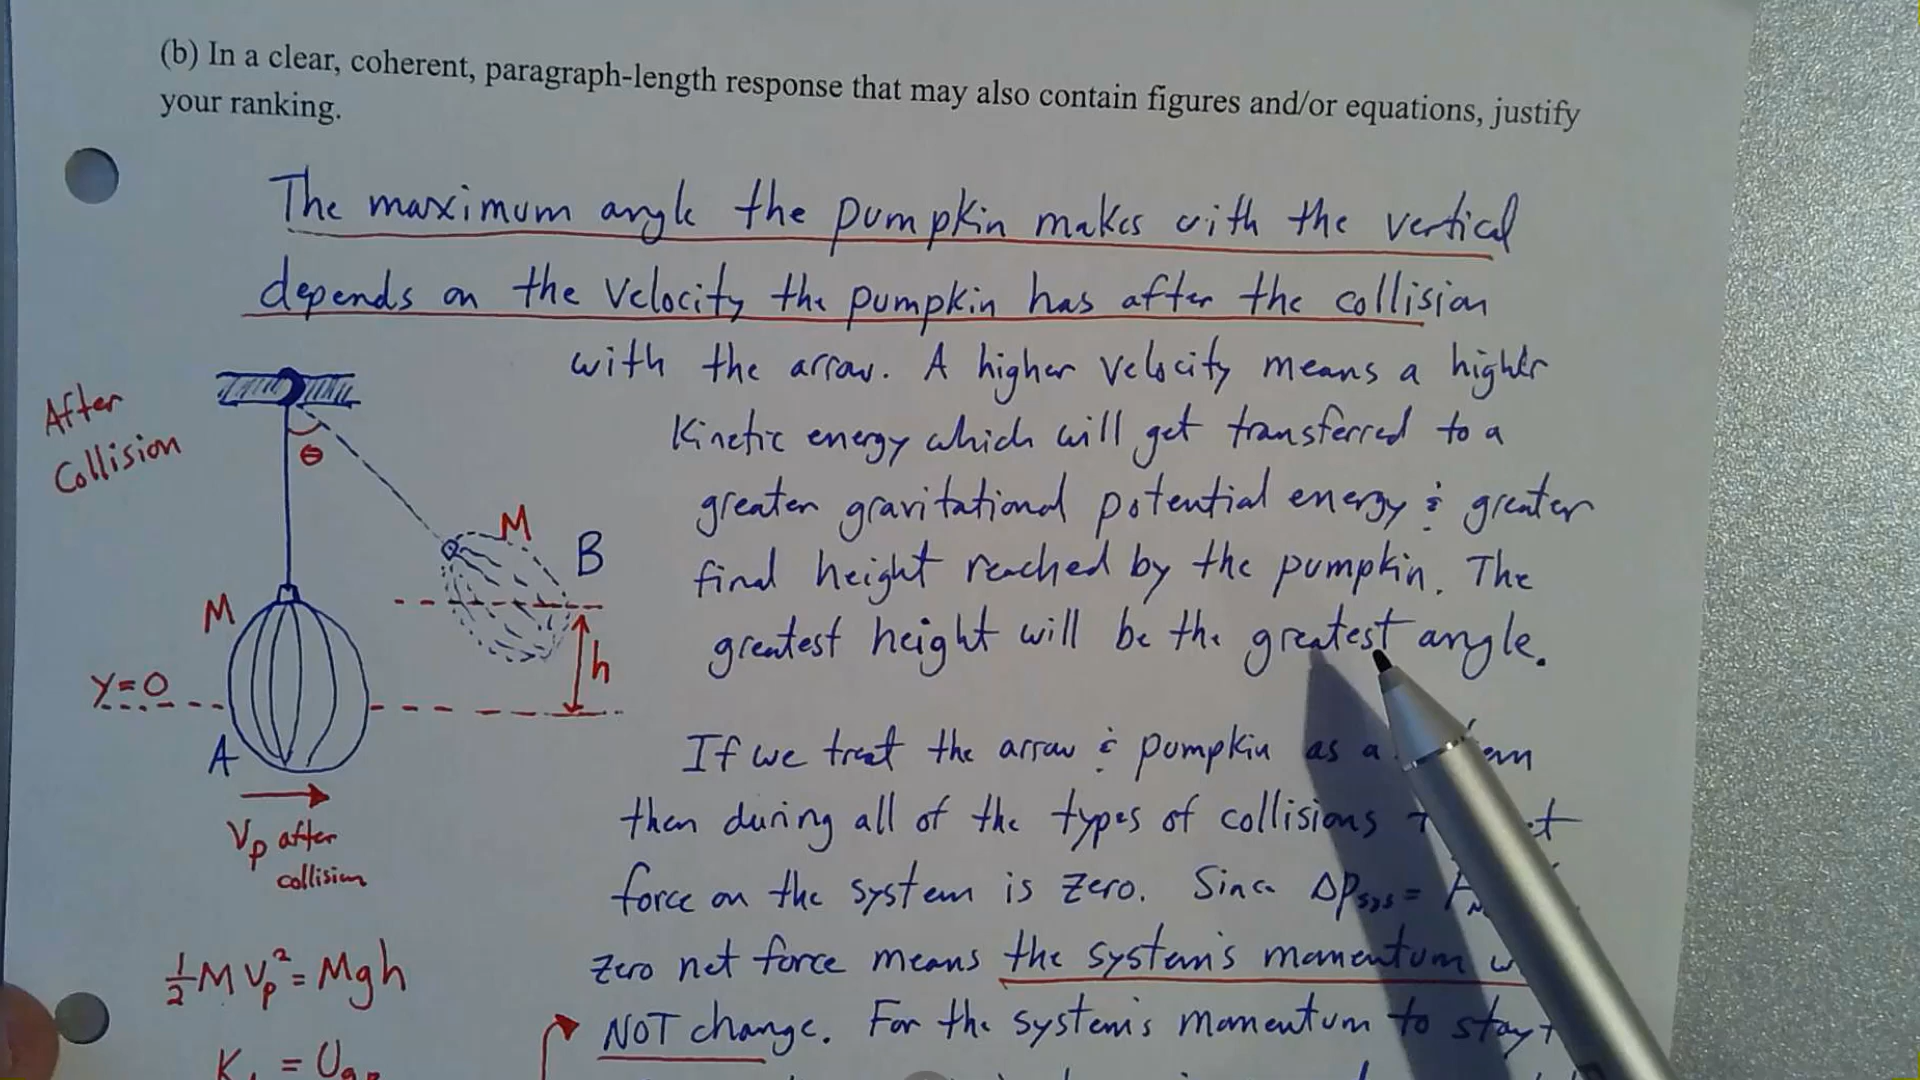 (b) In a clear, coherent, paragraph-length response that may also contain figures and/or equations, justify
your ranking.
The maximum angle the pumpkin makes with the vertical
depends on the velocity the pumpkin has after the collision
with the arrow. A higher velocity means a higher
Kinetic energy which will get transferred to a
greater gravitational potential energy & greater
final height reached by the pumpkin. The
greatest height will be the greatest angle.
If we treat the arrow & pumpkin as a
then during all of the types of collisions
force on the system is zero. Since Δpsys =
zero net force means the system's momentum
NOT change. For the system's momentum to stay
After
Collision
θ
M
B
M
h
y=0
A
Vp after
collision
½MVp²=Mgh